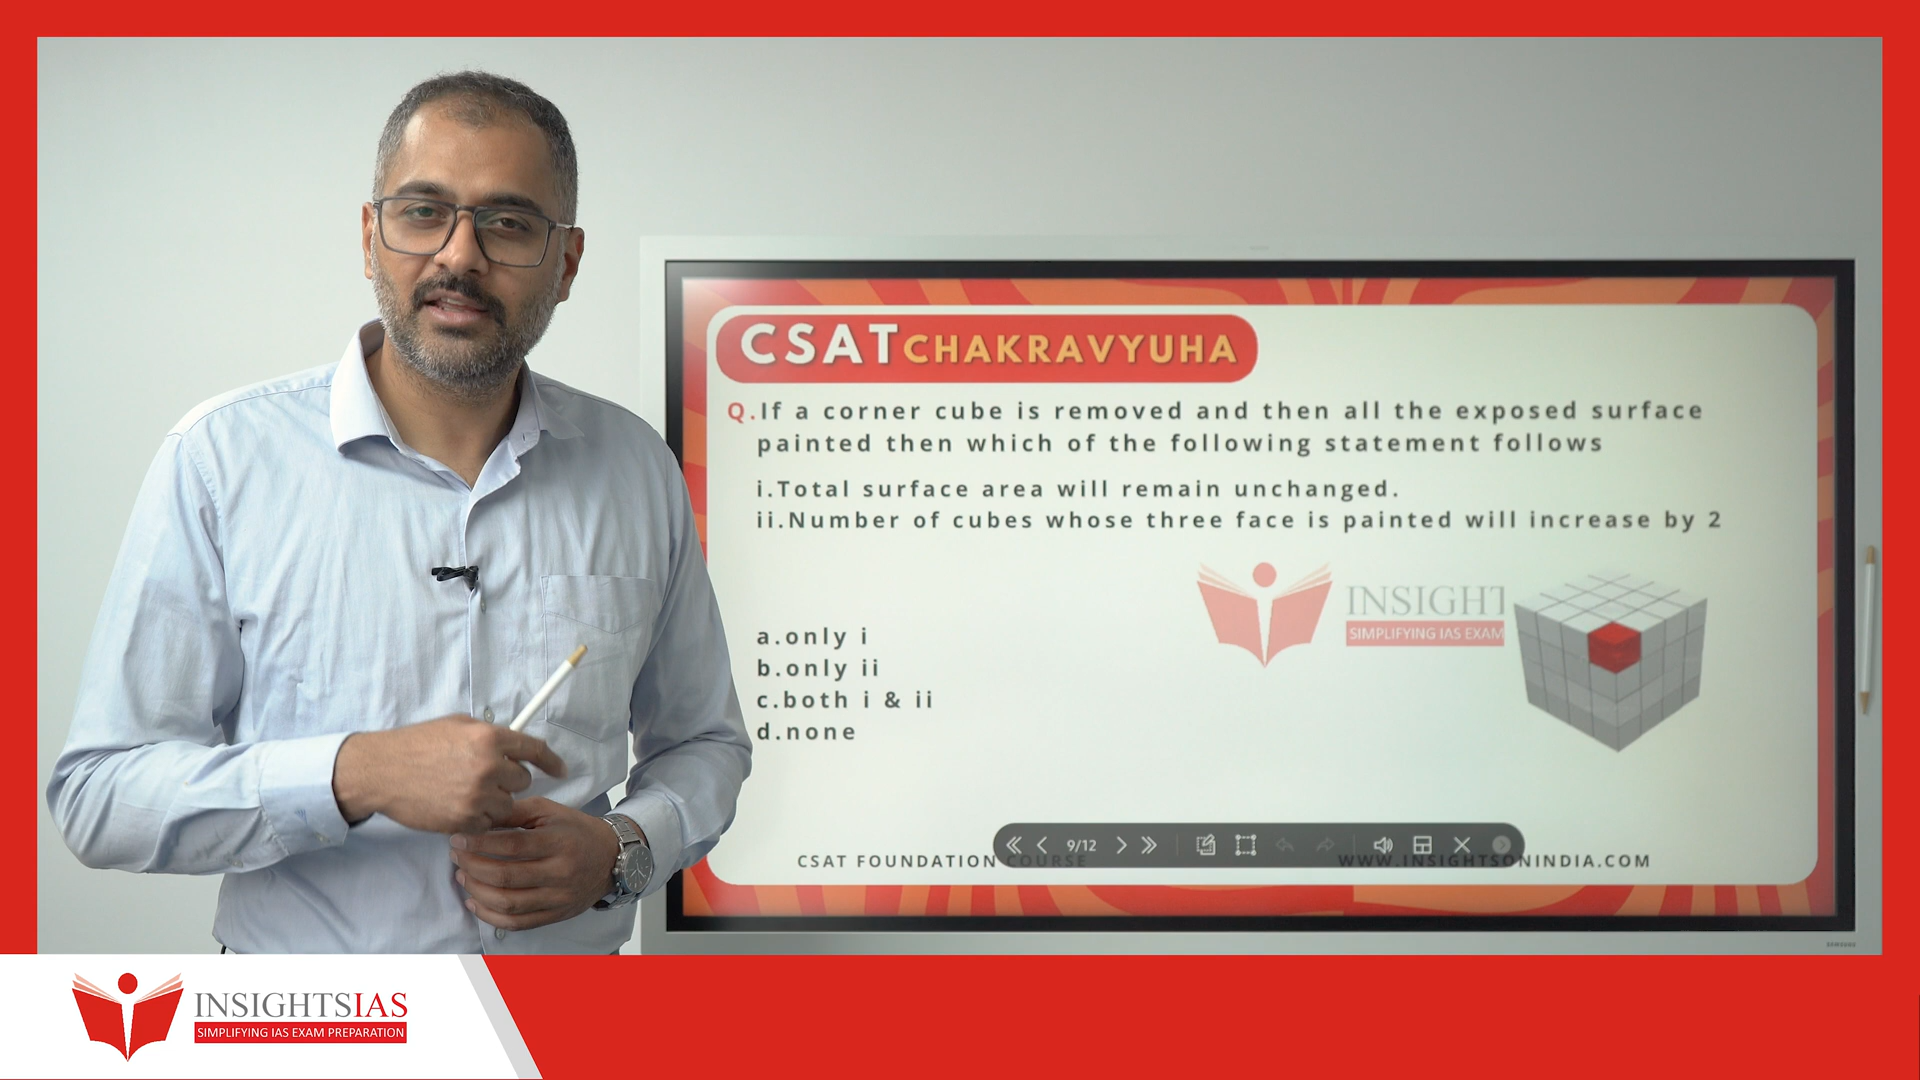 CSAT CHAKRAVYUHA
Q.If a corner cube is removed and then all the exposed surface
painted then which of the following statement follows
i.Total surface area will remain unchanged.
ii.Number of cubes whose three face is painted will increase by 2
INSIGHT
SIMPLIFYING IAS EXAM
a.only i
b.only ii
c.both i & ii
d.none
9/12
CSAT FOUNDATION COURSE
WWW.INSIGHTSONINDIA.COM
SAMSUNG
INSIGHTSIAS
SIMPLIFYING IAS EXAM PREPARATION